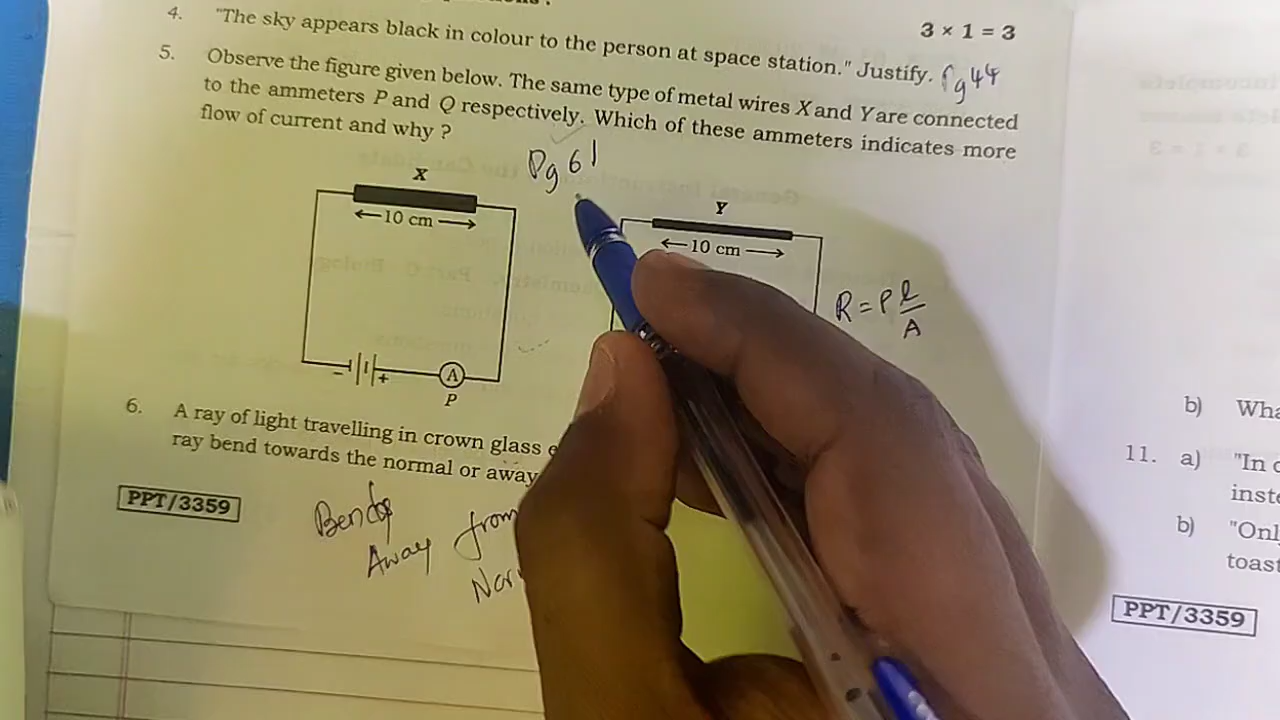 4. "The sky appears black in colour to the person at space station." Justify. Pg 44
3 × 1 = 3
5. Observe the figure given below. The same type of metal wires X and Y are connected
to the ammeters P and Q respectively. Which of these ammeters indicates more
flow of current and why ?
Pg 61
X
←10 cm→
A
P
Y
←10 cm→
R = ρ l/A
6. A ray of light travelling in crown glass
ray bend towards the normal or away
PPT/3359
Bends
Away from
b)
11. a) "In
b) "Onl
PPT/3359